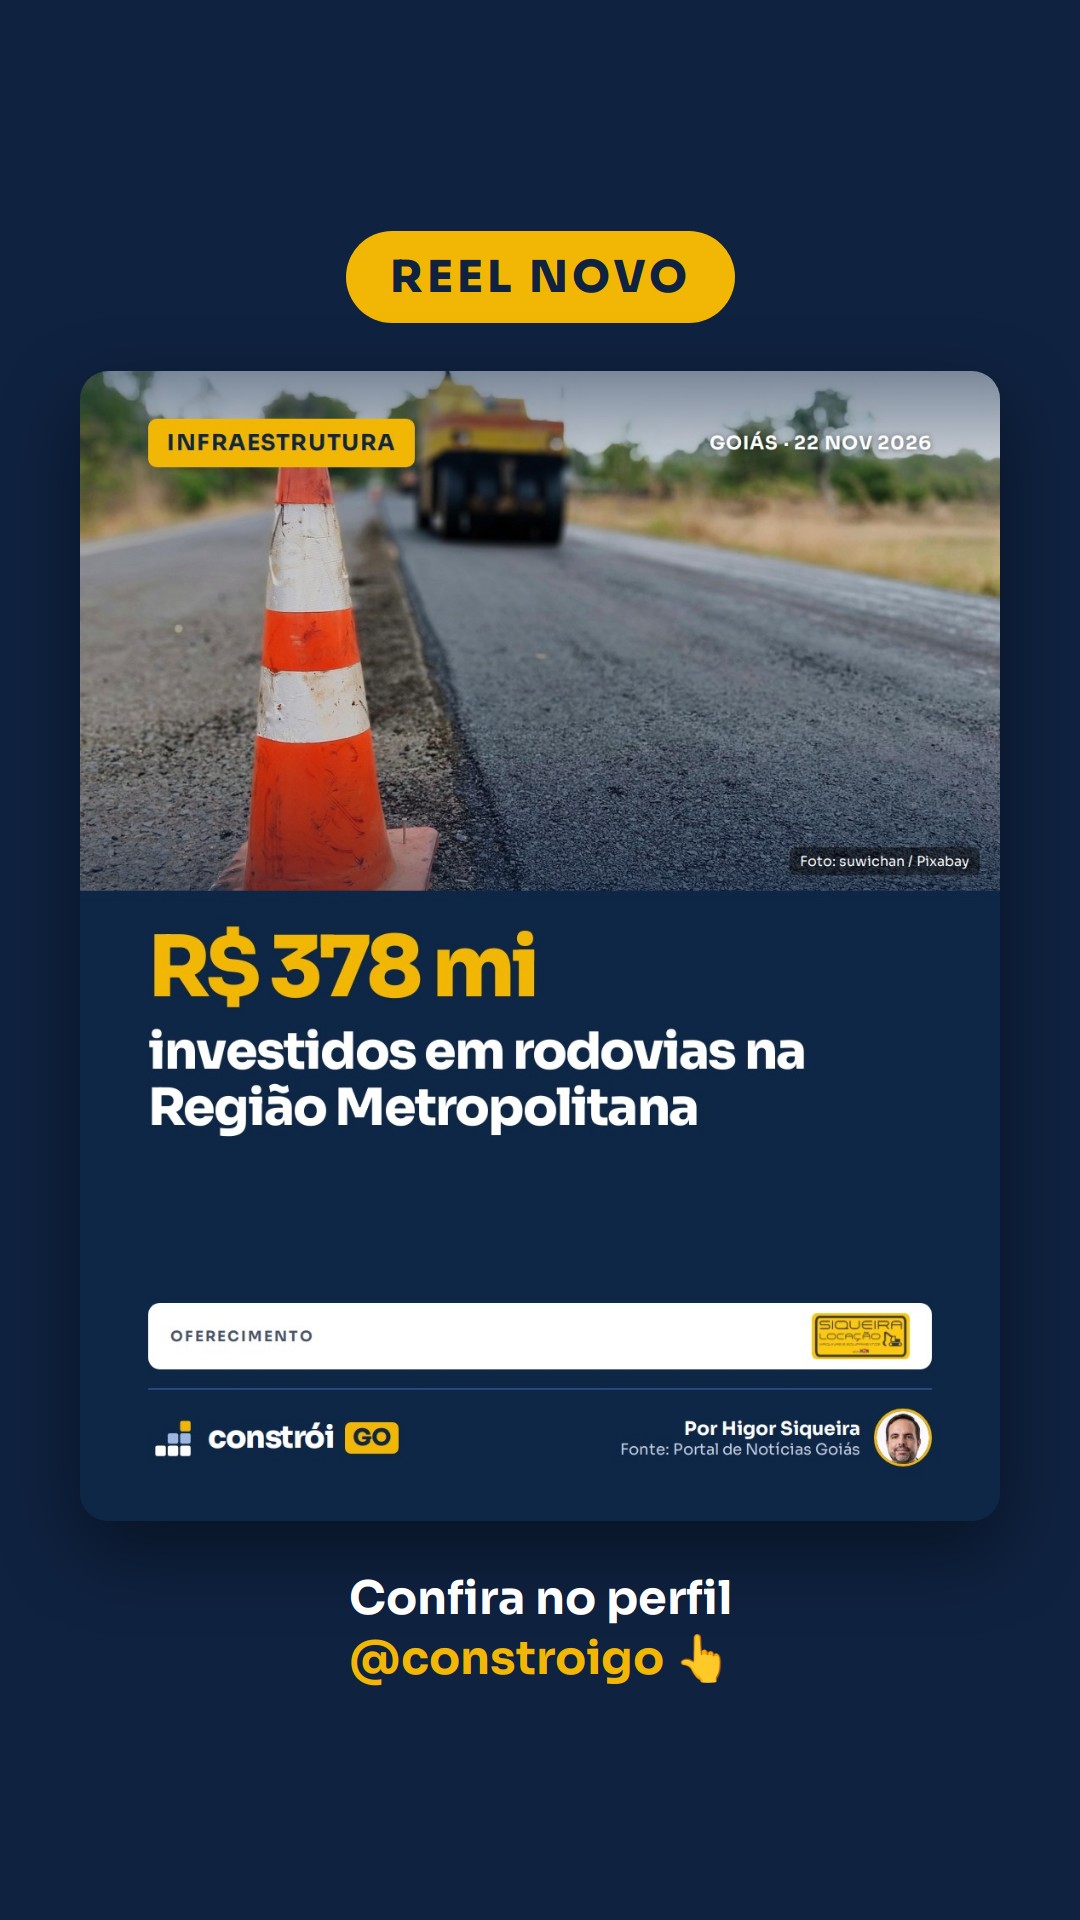 REEL NOVO
INFRAESTRUTURA
GOIÁS · 22 NOV 2026
Foto: suwichan / Pixabay
R$ 378 mi
investidos em rodovias na
Região Metropolitana
OFERECIMENTO
SIQUEIRA
LOCAÇÃO
constrói GO
Por Higor Siqueira
Fonte: Portal de Notícias Goiás
Confira no perfil
@constroigo 👆